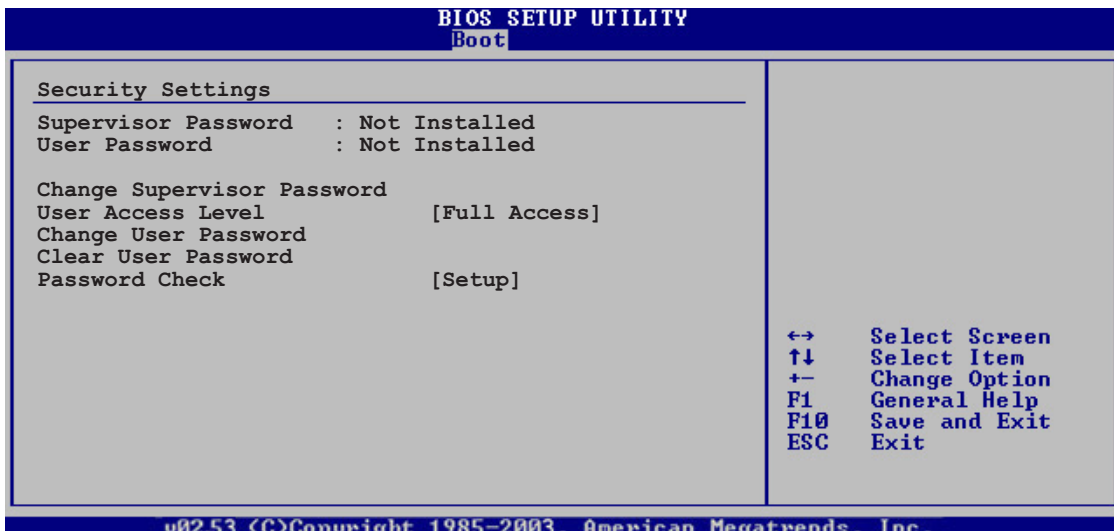 BIOS SETUP UTILITY
Boot
Security Settings
Supervisor Password : Not Installed
User Password : Not Installed
Change Supervisor Password
User Access Level [Full Access]
Change User Password
Clear User Password
Password Check [Setup]
←→ Select Screen
↑↓ Select Item
+− Change Option
F1 General Help
F10 Save and Exit
ESC Exit
v02.53 (C)Copyright 1985-2003, American Megatrends, Inc.